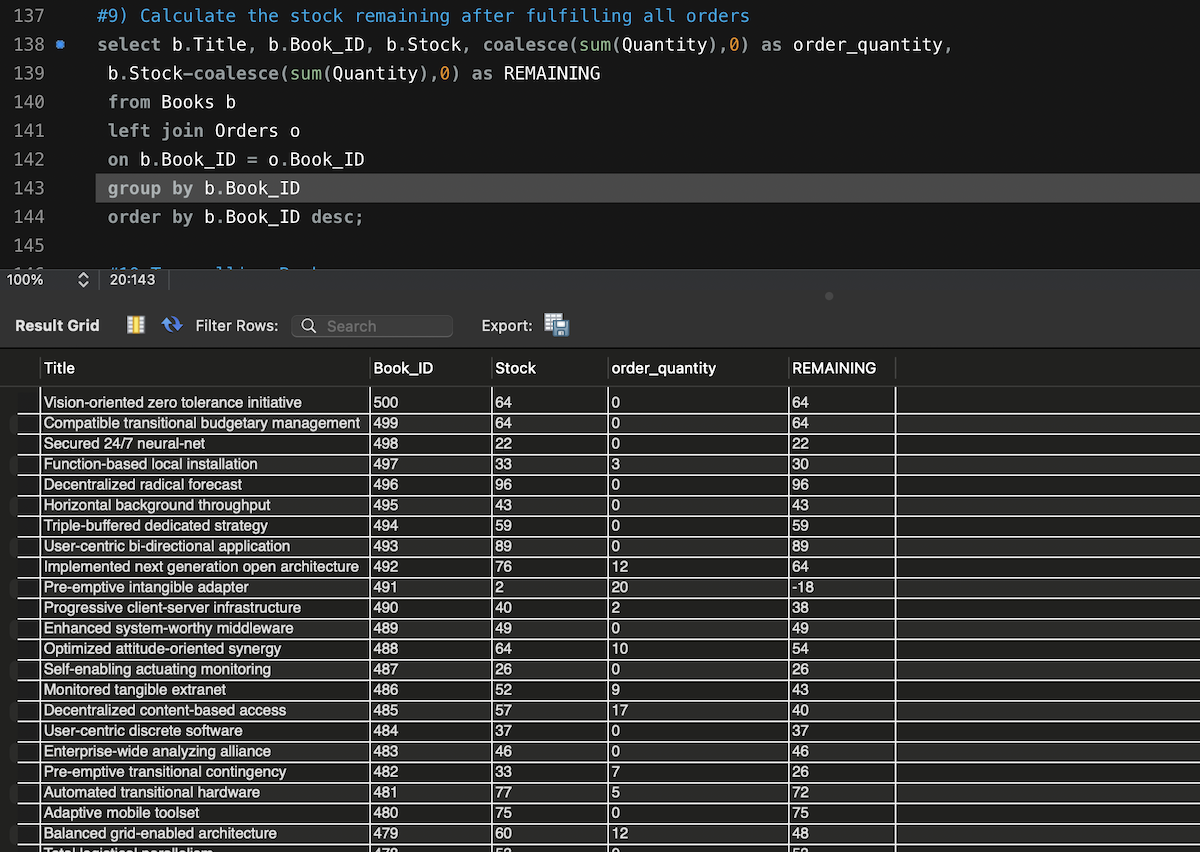 137 #9) Calculate the stock remaining after fulfilling all orders
138 select b.Title, b.Book_ID, b.Stock, coalesce(sum(Quantity),0) as order_quantity,
139 b.Stock-coalesce(sum(Quantity),0) as REMAINING
140 from Books b
141 left join Orders o
142 on b.Book_ID = o.Book_ID
143 group by b.Book_ID
144 order by b.Book_ID desc;
145
100% 20:143
Result Grid Filter Rows: Search Export:
Title Book_ID Stock order_quantity REMAINING
Vision-oriented zero tolerance initiative 500 64 0 64
Compatible transitional budgetary management 499 64 0 64
Secured 24/7 neural-net 498 22 0 22
Function-based local installation 497 33 3 30
Decentralized radical forecast 496 96 0 96
Horizontal background throughput 495 43 0 43
Triple-buffered dedicated strategy 494 59 0 59
User-centric bi-directional application 493 89 0 89
Implemented next generation open architecture 492 76 12 64
Pre-emptive intangible adapter 491 2 20 -18
Progressive client-server infrastructure 490 40 2 38
Enhanced system-worthy middleware 489 49 0 49
Optimized attitude-oriented synergy 488 64 10 54
Self-enabling actuating monitoring 487 26 0 26
Monitored tangible extranet 486 52 9 43
Decentralized content-based access 485 57 17 40
User-centric discrete software 484 37 0 37
Enterprise-wide analyzing alliance 483 46 0 46
Pre-emptive transitional contingency 482 33 7 26
Automated transitional hardware 481 77 5 72
Adaptive mobile toolset 480 75 0 75
Balanced grid-enabled architecture 479 60 12 48